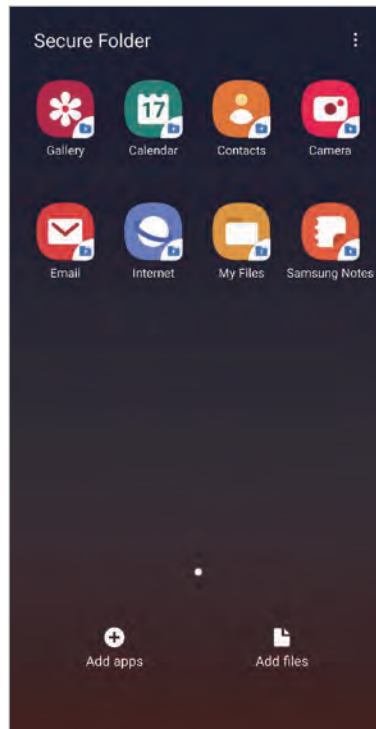 Secure Folder
17
Gallery Calendar Contacts Camera
Email Internet My Files Samsung Notes
Add apps Add files